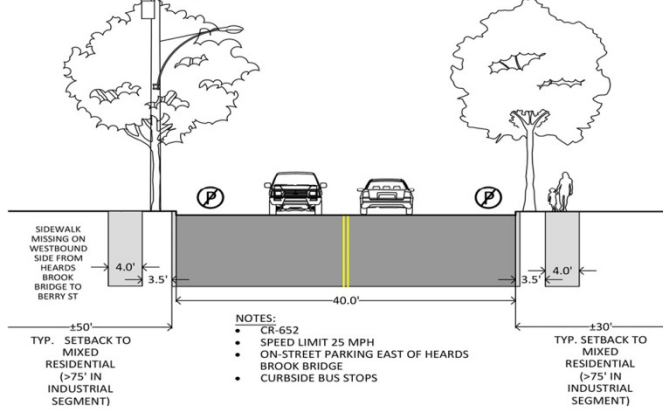 P
P
SIDEWALK
MISSING ON
WESTBOUND
SIDE FROM
HEARDS
BROOK
BRIDGE TO
BERRY ST
4.0'
3.5'
40.0'
3.5'
4.0'
±50'
TYP. SETBACK TO
MIXED
RESIDENTIAL
(>75' IN
INDUSTRIAL
SEGMENT)
NOTES:
• CR-652
• SPEED LIMIT 25 MPH
• ON-STREET PARKING EAST OF HEARDS
BROOK BRIDGE
• CURBSIDE BUS STOPS
±30'
TYP. SETBACK TO
MIXED
RESIDENTIAL
(>75' IN
INDUSTRIAL
SEGMENT)